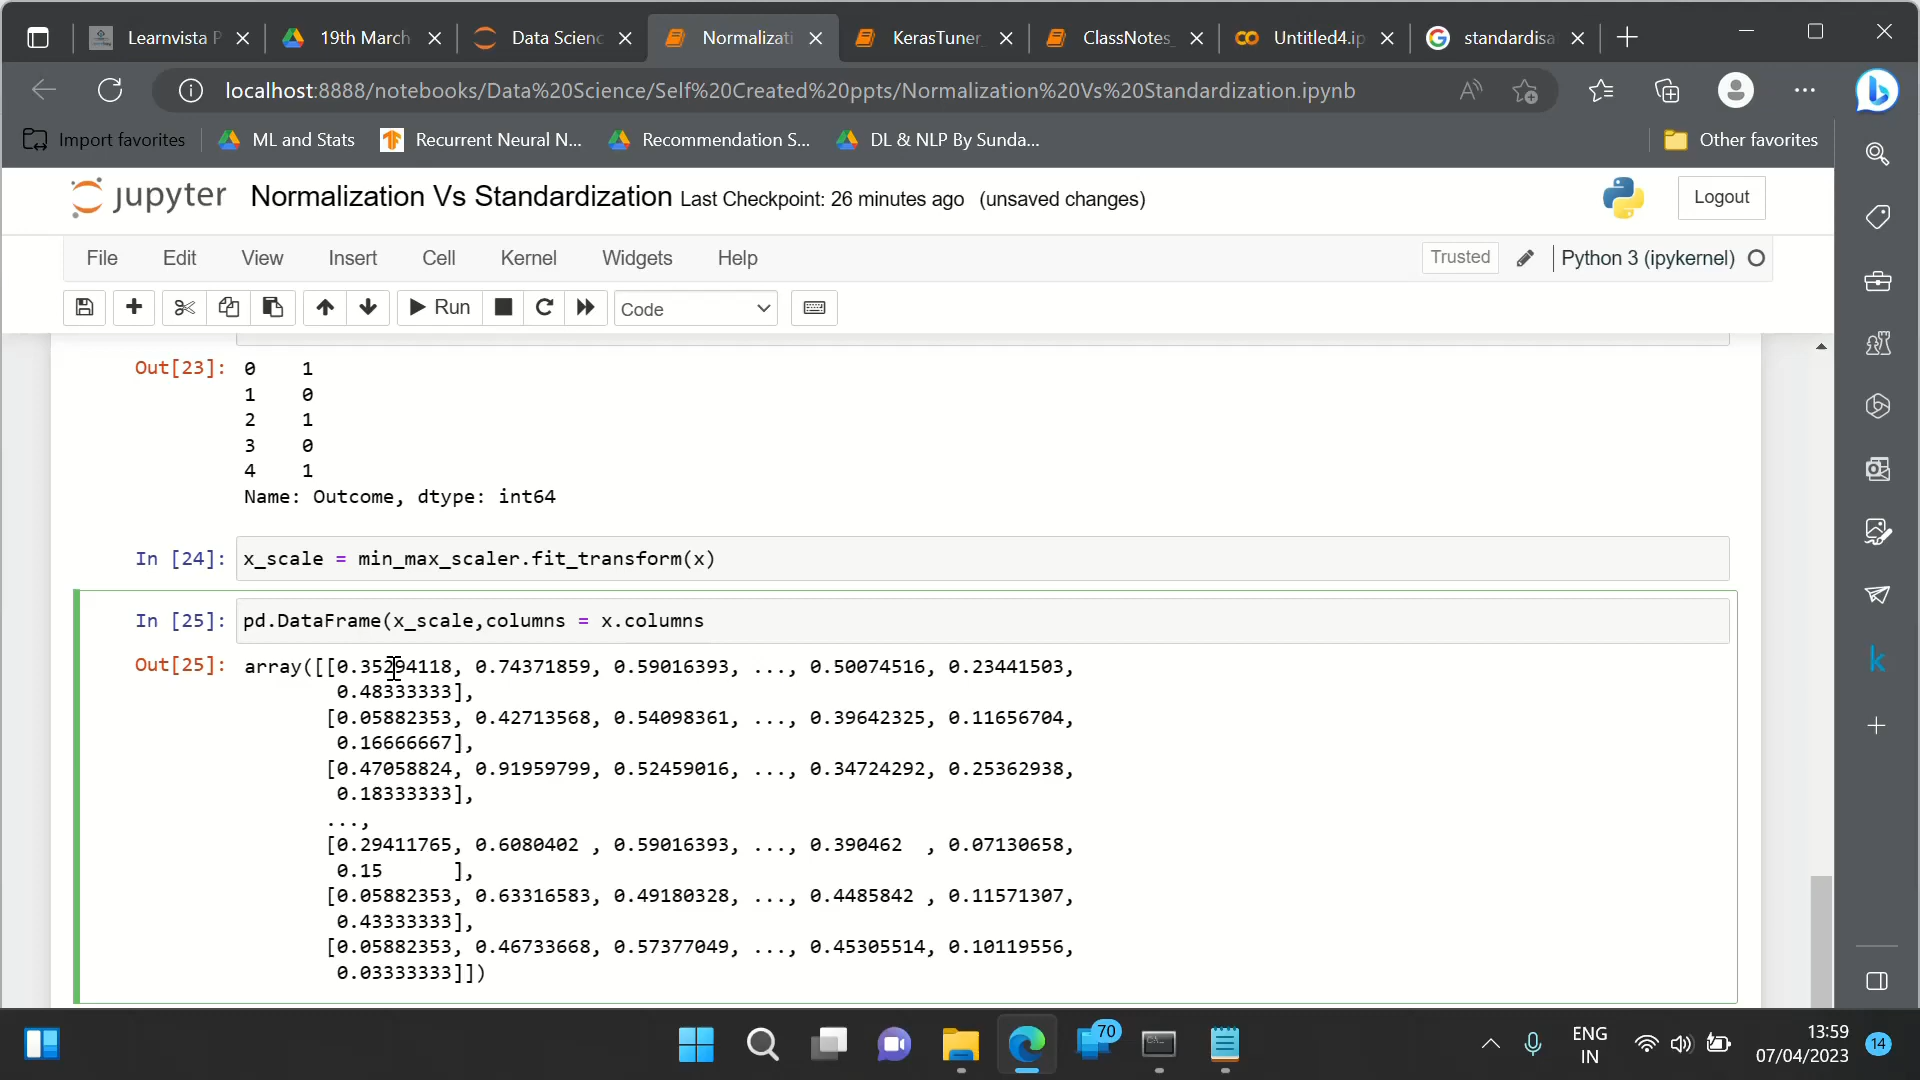 Learnvista P
19th March
Data Scienc
Normalizati
KerasTuner_
ClassNotes_
Untitled4.ip
standardisa
localhost:8888/notebooks/Data%20Science/Self%20Created%20ppts/Normalization%20Vs%20Standardization.ipynb
Import favorites
ML and Stats
Recurrent Neural N...
Recommendation S...
DL & NLP By Sunda...
Other favorites
jupyter Normalization Vs Standardization Last Checkpoint: 26 minutes ago (unsaved changes)
Logout
File Edit View Insert Cell Kernel Widgets Help
Trusted
Python 3 (ipykernel)
Run
Code
Out[23]: 0 1
1 0
2 1
3 0
4 1
Name: Outcome, dtype: int64
In [24]: x_scale = min_max_scaler.fit_transform(x)
In [25]: pd.DataFrame(x_scale,columns = x.columns
Out[25]: array([[0.35294118, 0.74371859, 0.59016393, ..., 0.50074516, 0.23441503,
0.48333333],
[0.05882353, 0.42713568, 0.54098361, ..., 0.39642325, 0.11656704,
0.16666667],
[0.47058824, 0.91959799, 0.52459016, ..., 0.34724292, 0.25362938,
0.18333333],
...,
[0.29411765, 0.6080402 , 0.59016393, ..., 0.390462 , 0.07130658,
0.15 ],
[0.05882353, 0.63316583, 0.49180328, ..., 0.4485842 , 0.11571307,
0.43333333],
[0.05882353, 0.46733668, 0.57377049, ..., 0.45305514, 0.10119556,
0.03333333]])
70
ENG
IN
13:59
07/04/2023
14